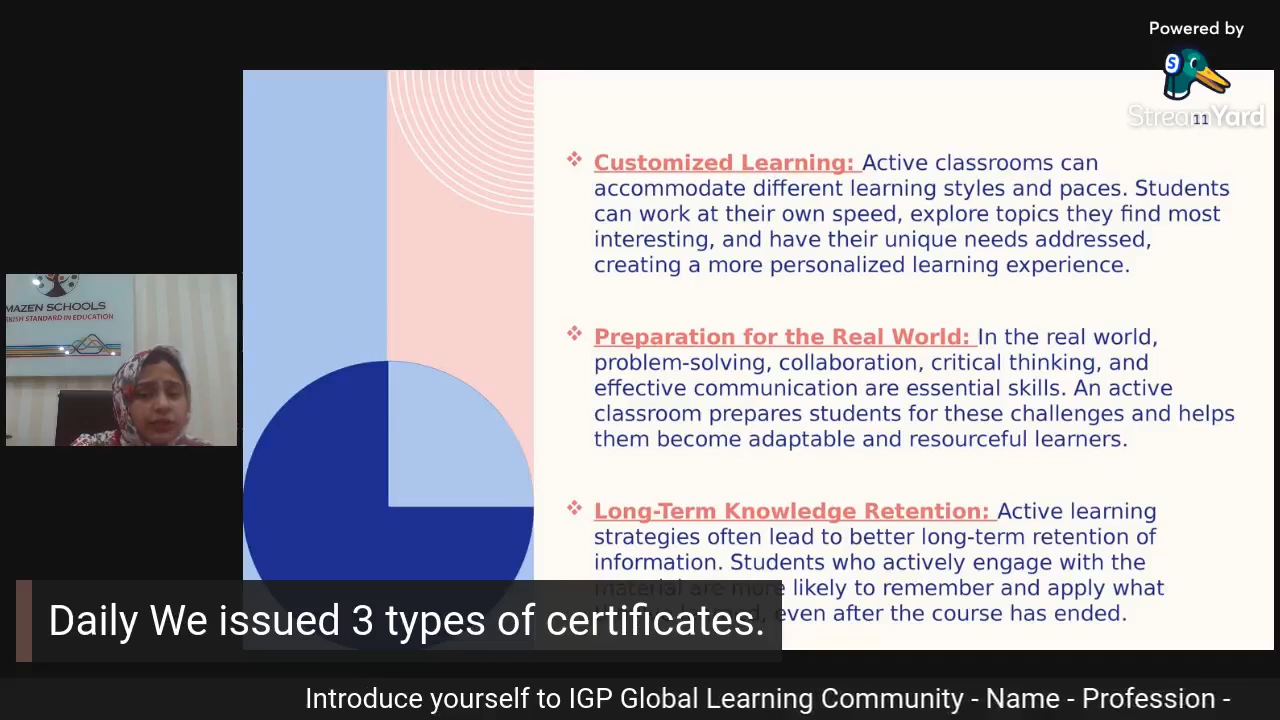 Powered by
StreamYard
11
❖ Customized Learning: Active classrooms can
accommodate different learning styles and paces. Students
can work at their own speed, explore topics they find most
interesting, and have their unique needs addressed,
creating a more personalized learning experience.
❖ Preparation for the Real World: In the real world,
problem-solving, collaboration, critical thinking, and
effective communication are essential skills. An active
classroom prepares students for these challenges and helps
them become adaptable and resourceful learners.
❖ Long-Term Knowledge Retention: Active learning
strategies often lead to better long-term retention of
information. Students who actively engage with the
material are more likely to remember and apply what
even after the course has ended.
MAZEN SCHOOLS
STANDARD IN EDUCATION
Daily We issued 3 types of certificates.
Introduce yourself to IGP Global Learning Community - Name - Profession -